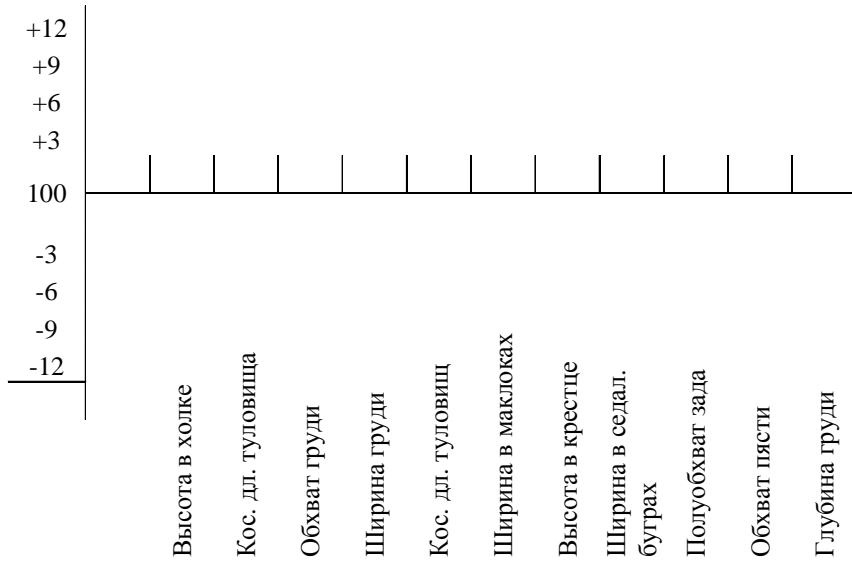 +12
+9
+6
+3
100
-3
-6
-9
-12
Высота в холке
Кос. дл. туловища
Обхват груди
Ширина груди
Кос. дл. туловищ
Ширина в маклоках
Высота в крестце
Ширина в седал.
буграх
Полуобхват зада
Обхват пясти
Глубина груди